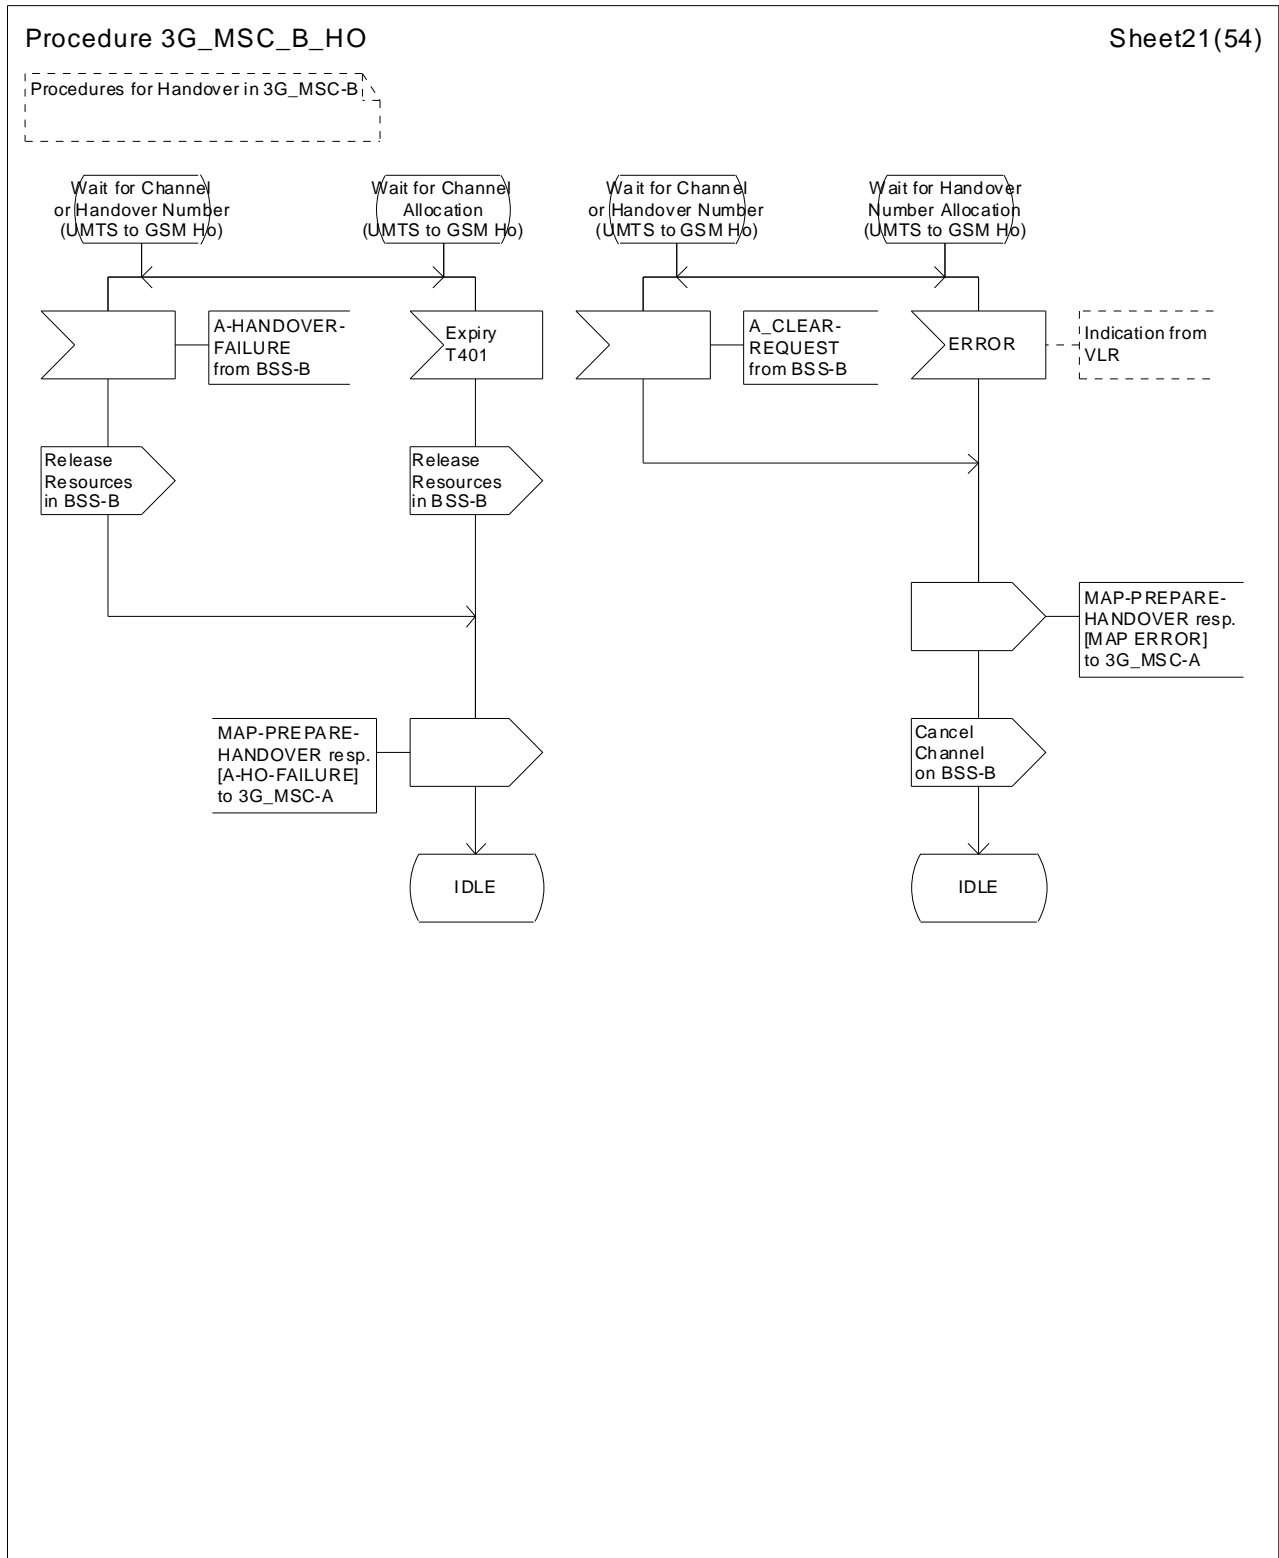 Procedure 3G_MSC_B_HO
Sheet21(54)
Procedures for Handover in 3G_MSC-B
Wait for Channel
or Handover Number
(UMTS to GSM Ho)
Wait for Channel
Allocation
(UMTS to GSM Ho)
Wait for Channel
or Handover Number
(UMTS to GSM Ho)
Wait for Handover
Number Allocation
(UMTS to GSM Ho)
A-HANDOVER-
FAILURE
from BSS-B
Expiry
T401
A_CLEAR-
REQUEST
from BSS-B
ERROR
Indication from
VLR
Release
Resources
in BSS-B
Release
Resources
in BSS-B
MAP-PREPARE-
HANDOVER resp.
[MAP ERROR]
to 3G_MSC-A
MAP-PREPARE-
HANDOVER resp.
[A-HO-FAILURE]
to 3G_MSC-A
Cancel
Channel
on BSS-B
IDLE
IDLE